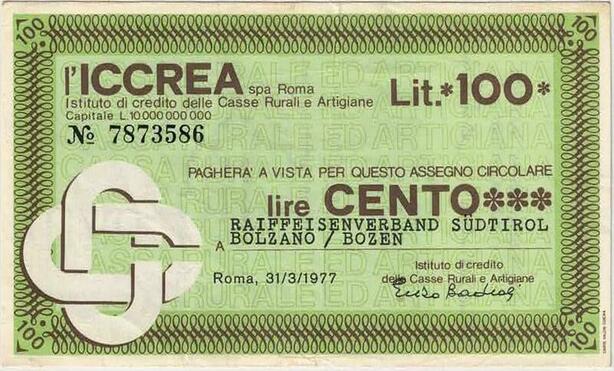 100 100
l'ICCREA spa Roma
Lit.*100*
Istituto di credito delle Casse Rurali e Artigiane
Capitale L.10 000 000 000
№ 7873586
PAGHERA' A VISTA PER QUESTO ASSEGNO CIRCOLARE
lire CENTO***
RAIFFEISENVERBAND SÜDTIROL
A BOLZANO / BOZEN
Roma, 31/3/1977
Istituto di credito
delle Casse Rurali e Artigiane
100 100